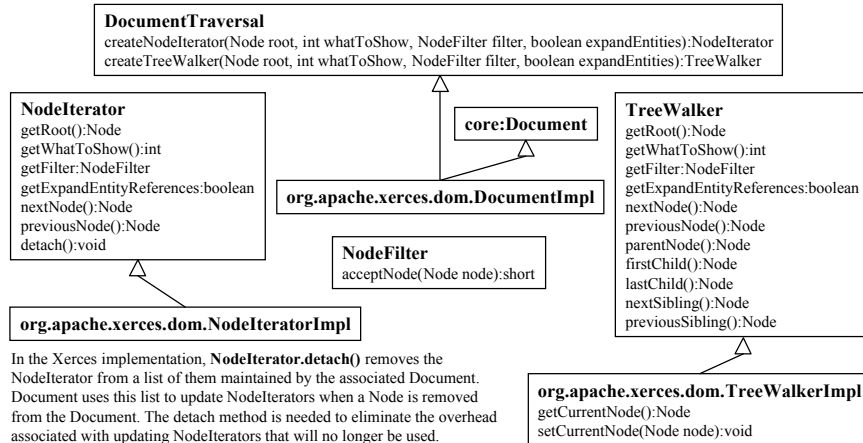 DocumentTraversal
createNodeIterator(Node root, int whatToShow, NodeFilter filter, boolean expandEntities):NodeIterator
createTreeWalker(Node root, int whatToShow, NodeFilter filter, boolean expandEntities):TreeWalker
NodeIterator
getRoot():Node
getWhatToShow():int
getFilter:NodeFilter
getExpandEntityReferences:boolean
nextNode():Node
previousNode():Node
detach():void
core:Document
org.apache.xerces.dom.DocumentImpl
NodeFilter
acceptNode(Node node):short
TreeWalker
getRoot():Node
getWhatToShow():int
getFilter:NodeFilter
getExpandEntityReferences:boolean
nextNode():Node
previousNode():Node
parentNode():Node
firstChild():Node
lastChild():Node
nextSibling():Node
previousSibling():Node
org.apache.xerces.dom.NodeIteratorImpl
In the Xerces implementation, NodeIterator.detach() removes the
NodeIterator from a list of them maintained by the associated Document.
Document uses this list to update NodeIterators when a Node is removed
from the Document. The detach method is needed to eliminate the overhead
associated with updating NodeIterators that will no longer be used.
org.apache.xerces.dom.TreeWalkerImpl
getCurrentNode():Node
setCurrentNode(Node node):void